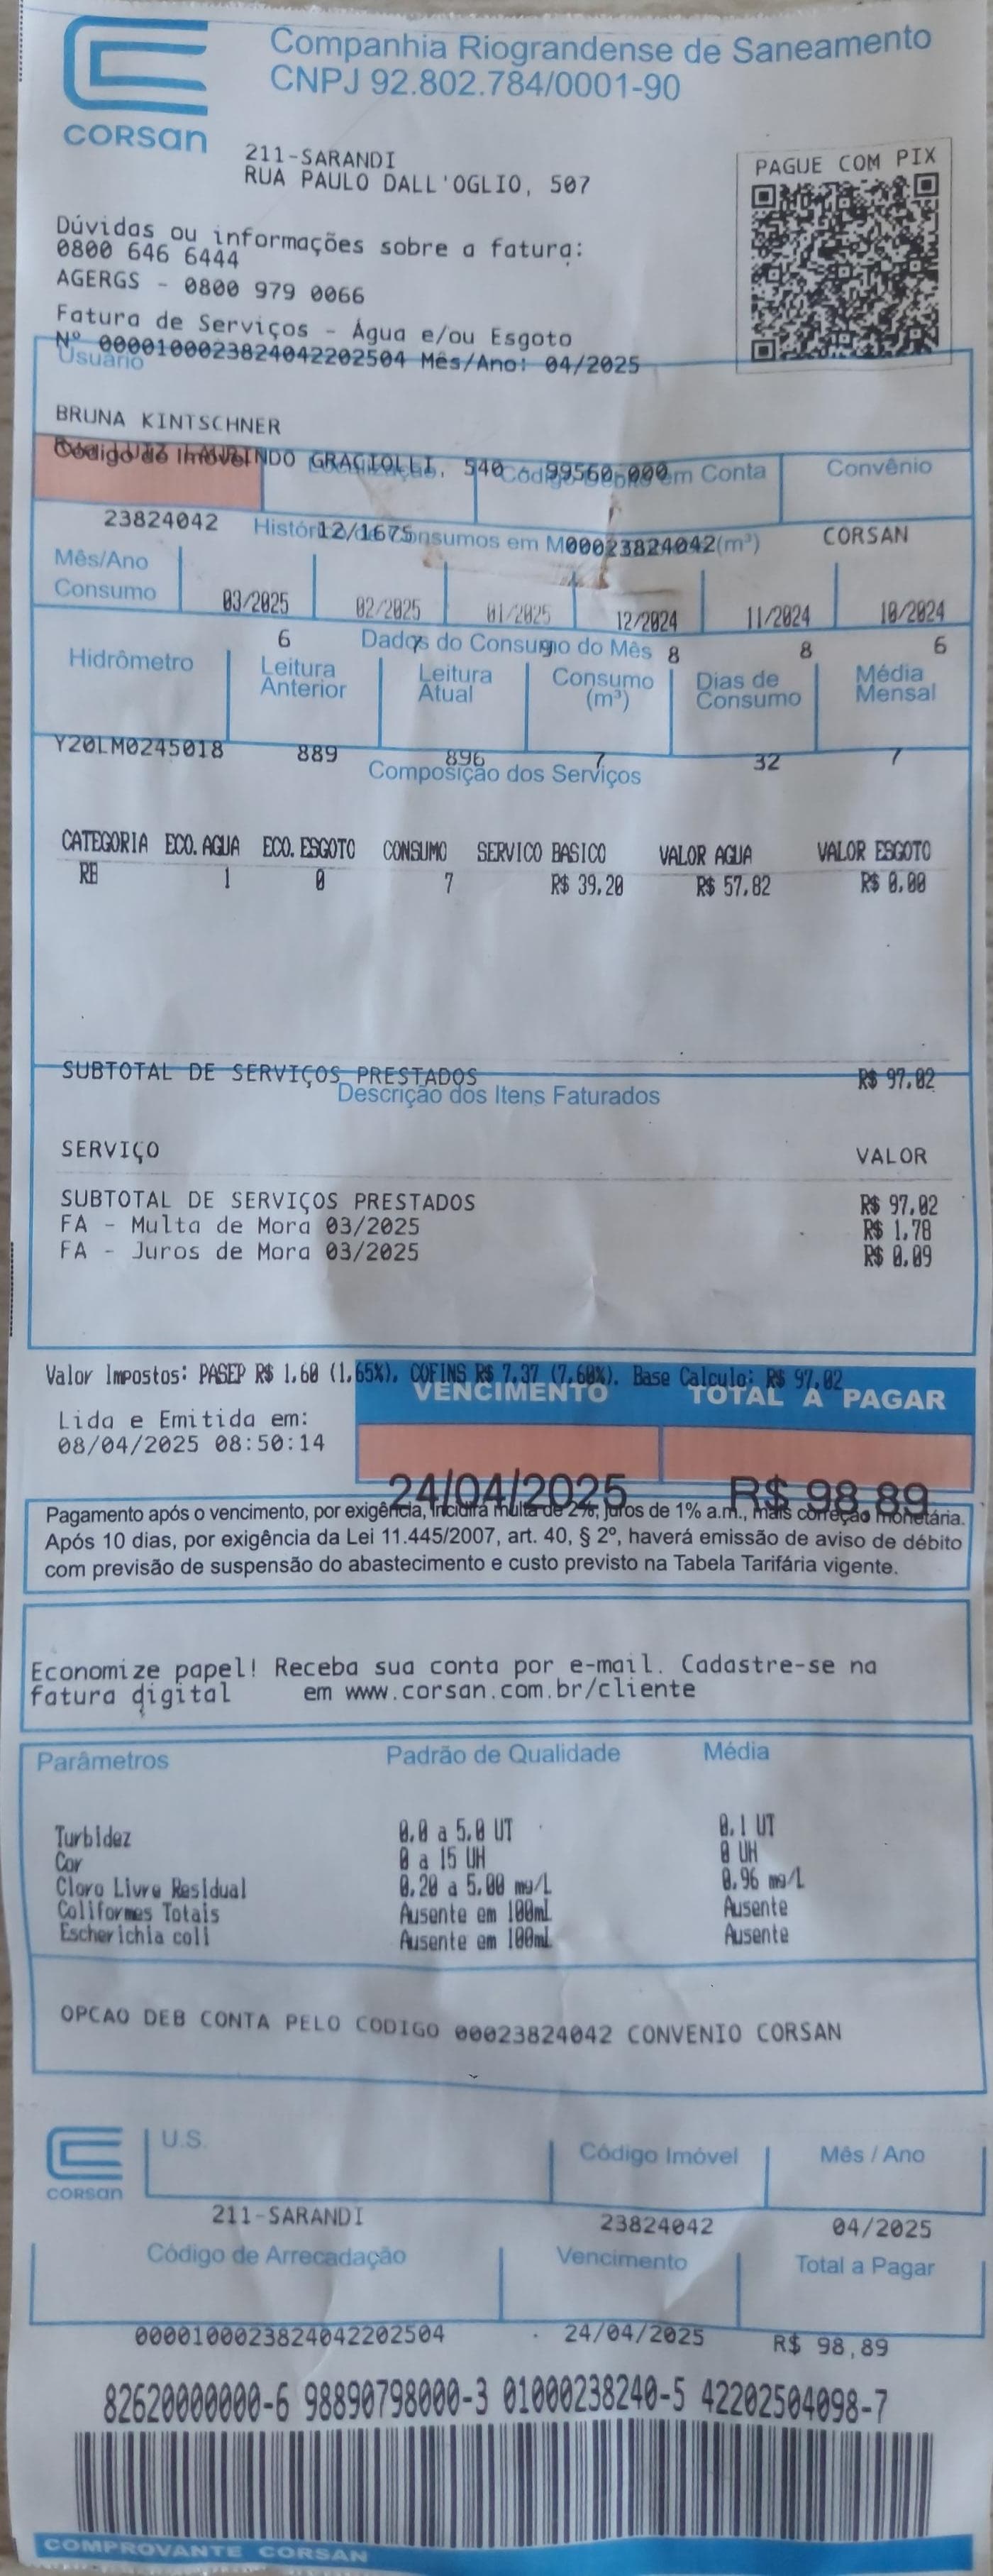 Companhia Riograndense de Saneamento
CNPJ 92.802.784/0001-90
CORSAN
211-SARANDI
RUA PAULO DALL'OGLIO, 507
PAGUE COM PIX
Dúvidas ou informações sobre a fatura:
0800 646 6444
AGERGS - 0800 979 0066
Fatura de Serviços - Água e/ou Esgoto
Nº 0000100023824042202504 Mês/Ano: 04/2025
Usuário
BRUNA KINTSCHNER
GRACIOLLI, 540 - 99560-000
Código do Imóvel em Conta Convênio
23824042 12/1675 00023824042 CORSAN
Consumos em (m³)
Mês/Ano 03/2025 02/2025 01/2025 12/2024 11/2024 10/2024
Consumo 6 7 9 8 8 6
Dados do Consumo do Mês
Hidrômetro Leitura Anterior Leitura Atual Consumo (m³) Dias de Consumo Média Mensal
Y20LM0245018 889 896 7 32 7
Composição dos Serviços
CATEGORIA ECO. AGUA ECO. ESGOTO CONSUMO SERVICO BASICO VALOR AGUA VALOR ESGOTO
RE 1 0 7 R$ 39,20 R$ 57,82 R$ 0,00
SUBTOTAL DE SERVIÇOS PRESTADOS R$ 97,02
Descrição dos Itens Faturados
SERVIÇO VALOR
SUBTOTAL DE SERVIÇOS PRESTADOS R$ 97,02
FA - Multa de Mora 03/2025 R$ 1,78
FA - Juros de Mora 03/2025 R$ 0,09
Valor Impostos: PASEP R$ 1,60 (1,65%), COFINS R$ 7,37 (7,60%). Base Calculo: R$ 97,02
VENCIMENTO TOTAL A PAGAR
Lida e Emitida em:
08/04/2025 08:50:14
24/04/2025 R$ 98,89
Pagamento após o vencimento, por exigência, incidirá multa de 2%, juros de 1% a.m., mais correção monetária.
Após 10 dias, por exigência da Lei 11.445/2007, art. 40, § 2º, haverá emissão de aviso de débito
com previsão de suspensão do abastecimento e custo previsto na Tabela Tarifária vigente.
Economize papel! Receba sua conta por e-mail. Cadastre-se na
fatura digital em www.corsan.com.br/cliente
Parâmetros Padrão de Qualidade Média
Turbidez 0.0 a 5.0 UT 0.1 UT
Cor 0 a 15 UH 0 UH
Cloro Livre Residual 0.20 a 5.00 mg/L 0.96 mg/L
Coliformes Totais Ausente em 100mL Ausente
Escherichia coli Ausente em 100mL Ausente
OPCAO DEB CONTA PELO CODIGO 00023824042 CONVENIO CORSAN
CORSAN
U.S. Código Imóvel Mês / Ano
211-SARANDI 23824042 04/2025
Código de Arrecadação Vencimento Total a Pagar
0000100023824042202504 24/04/2025 R$ 98,89
82620000000-6 98890798000-3 01000238240-5 42202504098-7
COMPROVANTE CORSAN